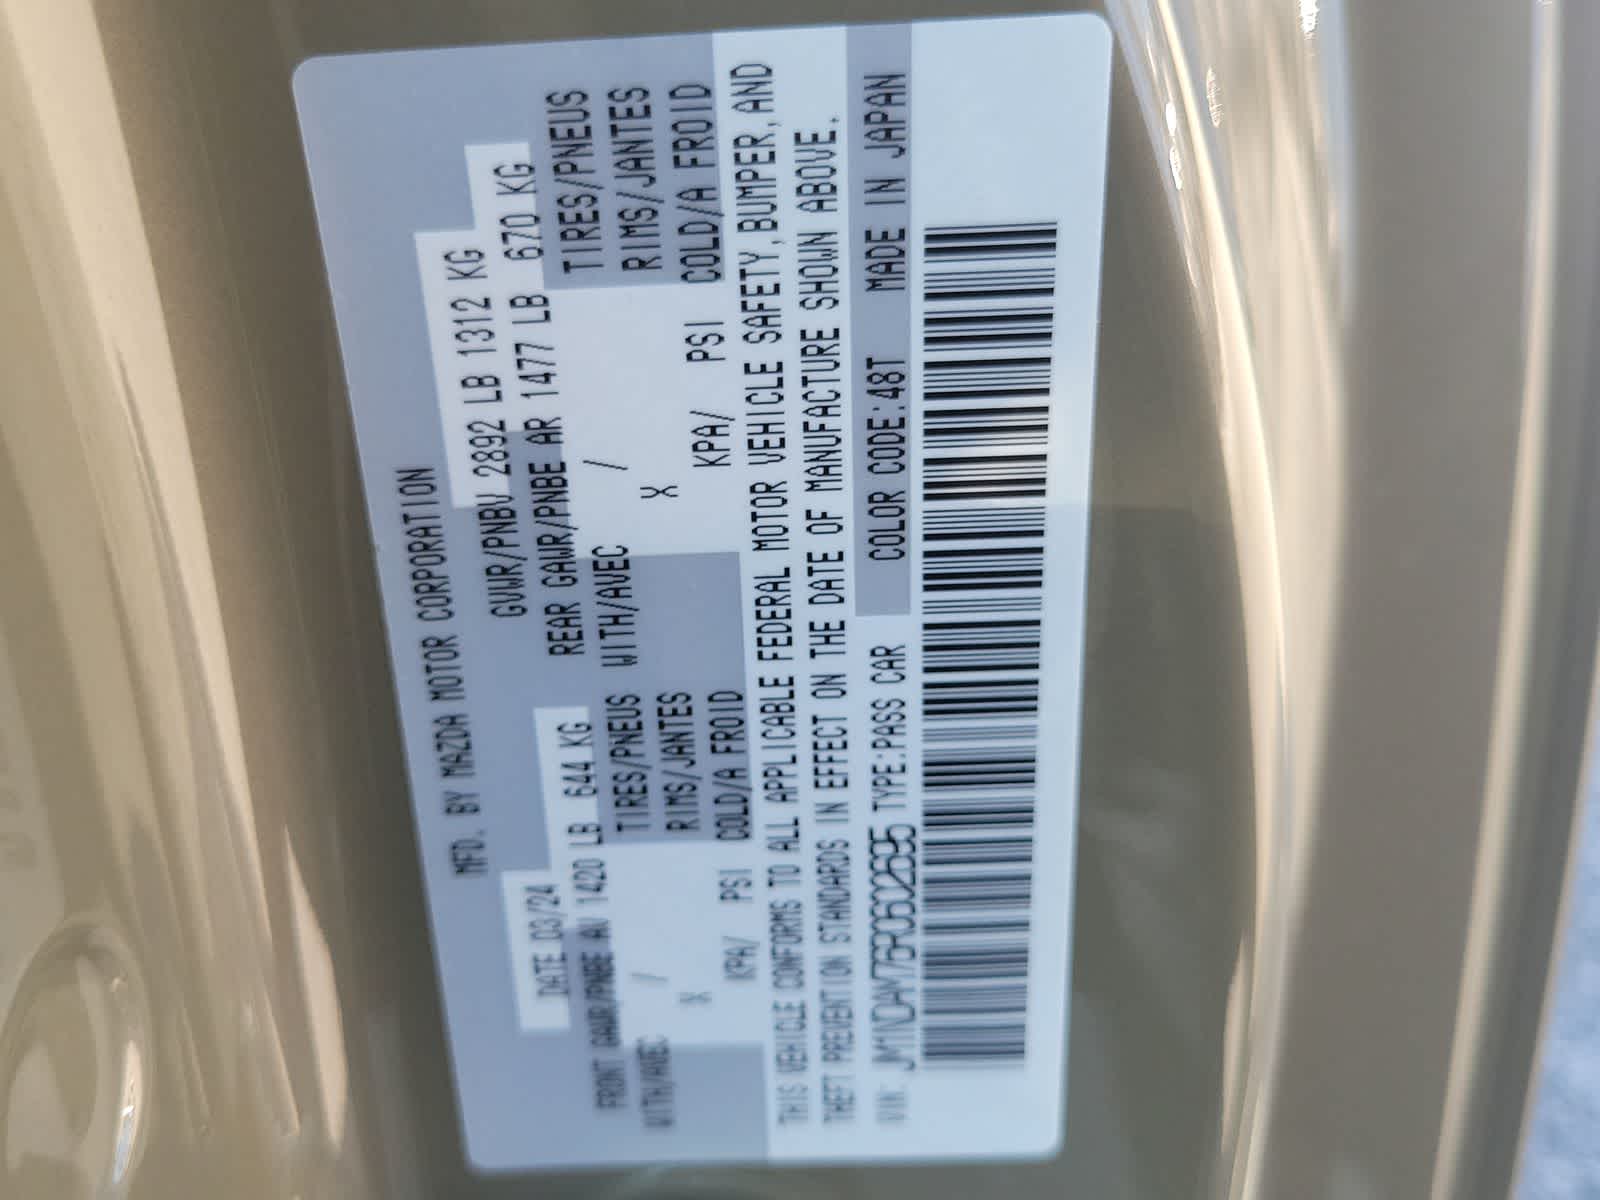 MFD. BY MAZDA MOTOR CORPORATION
DATE 03/24 GVWR/PNBV 2892 LB 1312 KG
FRONT GAWR/PNBE AV 1420 LB 644 KG REAR GAWR/PNBE AR 1477 LB 670 KG
WITH/AVEC / TIRES/PNEUS WITH/AVEC / TIRES/PNEUS
X RIMS/JANTES X RIMS/JANTES
KPA/ PSI COLD/A FROID KPA/ PSI COLD/A FROID
THIS VEHICLE CONFORMS TO ALL APPLICABLE FEDERAL MOTOR VEHICLE SAFETY,BUMPER,AND
THEFT PREVENTION STANDARDS IN EFFECT ON THE DATE OF MANUFACTURE SHOWN ABOVE.
VIN: TYPE:PASS CAR COLOR CODE:48T MADE IN JAPAN